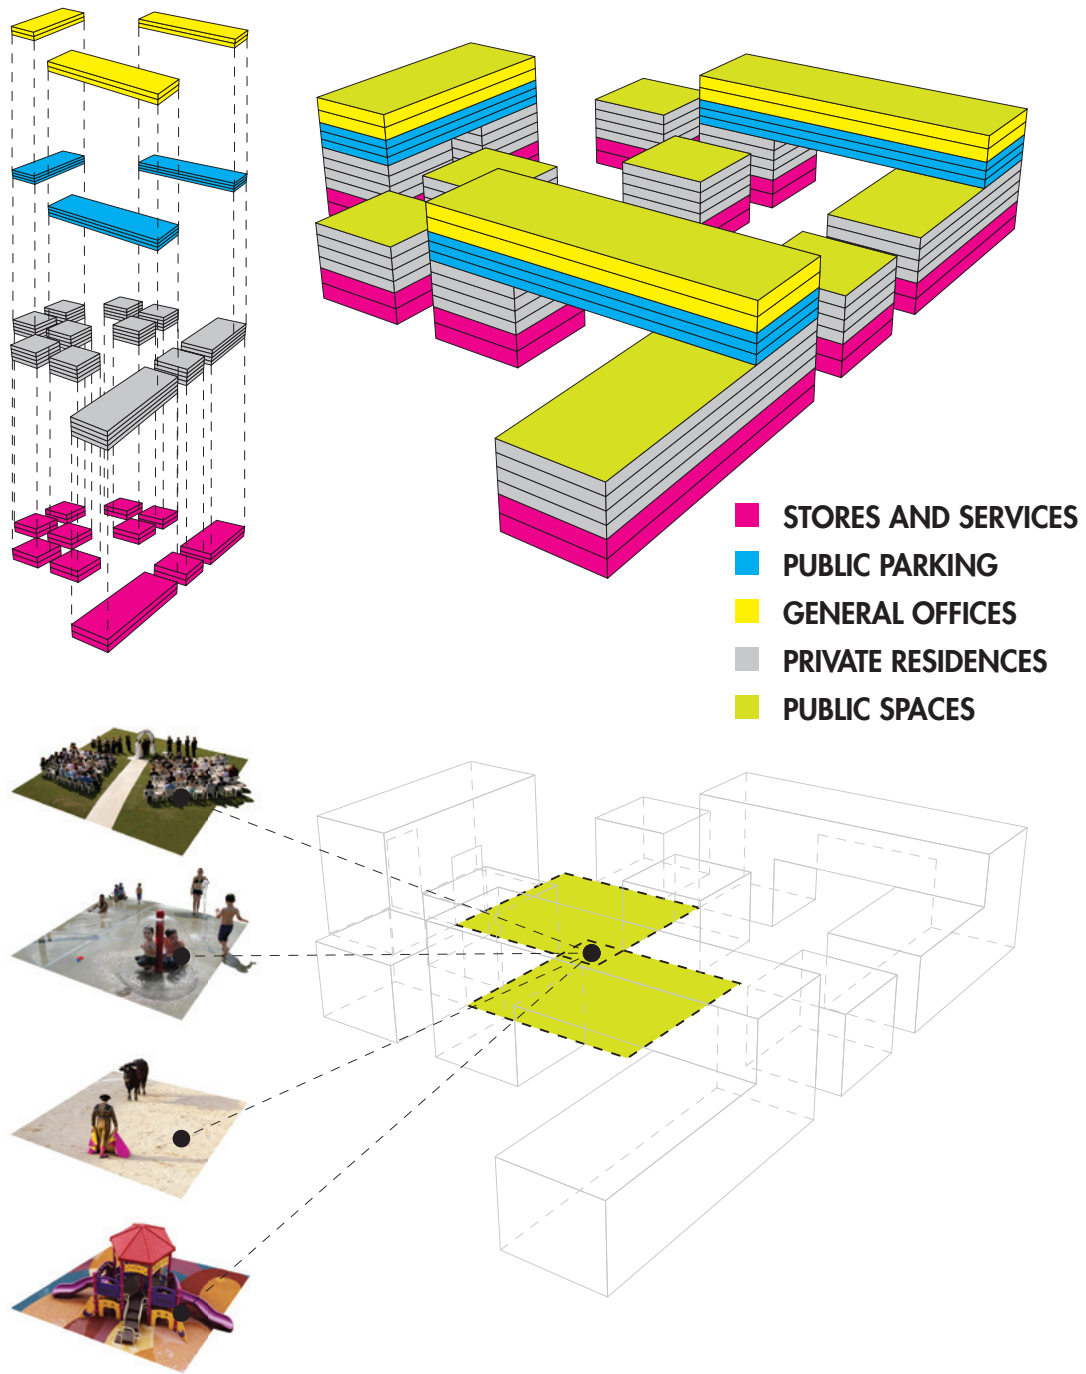 STORES AND SERVICES
PUBLIC PARKING
GENERAL OFFICES
PRIVATE RESIDENCES
PUBLIC SPACES